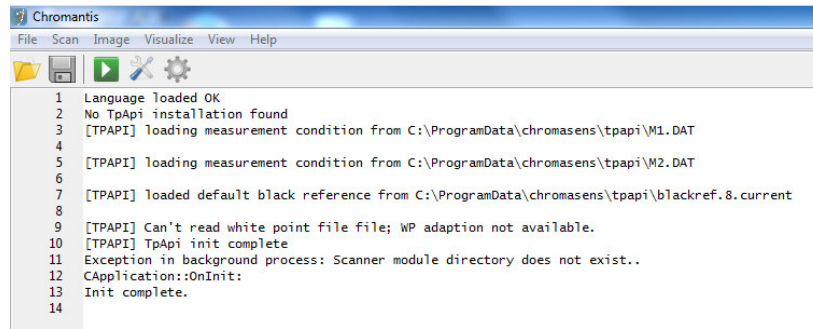 Chromantis
File Scan Image Visualize View Help
1 Language loaded OK
2 No TpApi installation found
3 [TPAPI] loading measurement condition from C:\ProgramData\chromasens\tpapi\M1.DAT
4
5 [TPAPI] loading measurement condition from C:\ProgramData\chromasens\tpapi\M2.DAT
6
7 [TPAPI] loaded default black reference from C:\ProgramData\chromasens\tpapi\blackref.8.current
8
9 [TPAPI] Can't read white point file file; WP adaption not available.
10 [TPAPI] TpApi init complete
11 Exception in background process: Scanner module directory does not exist..
12 CApplication::OnInit:
13 Init complete.
14